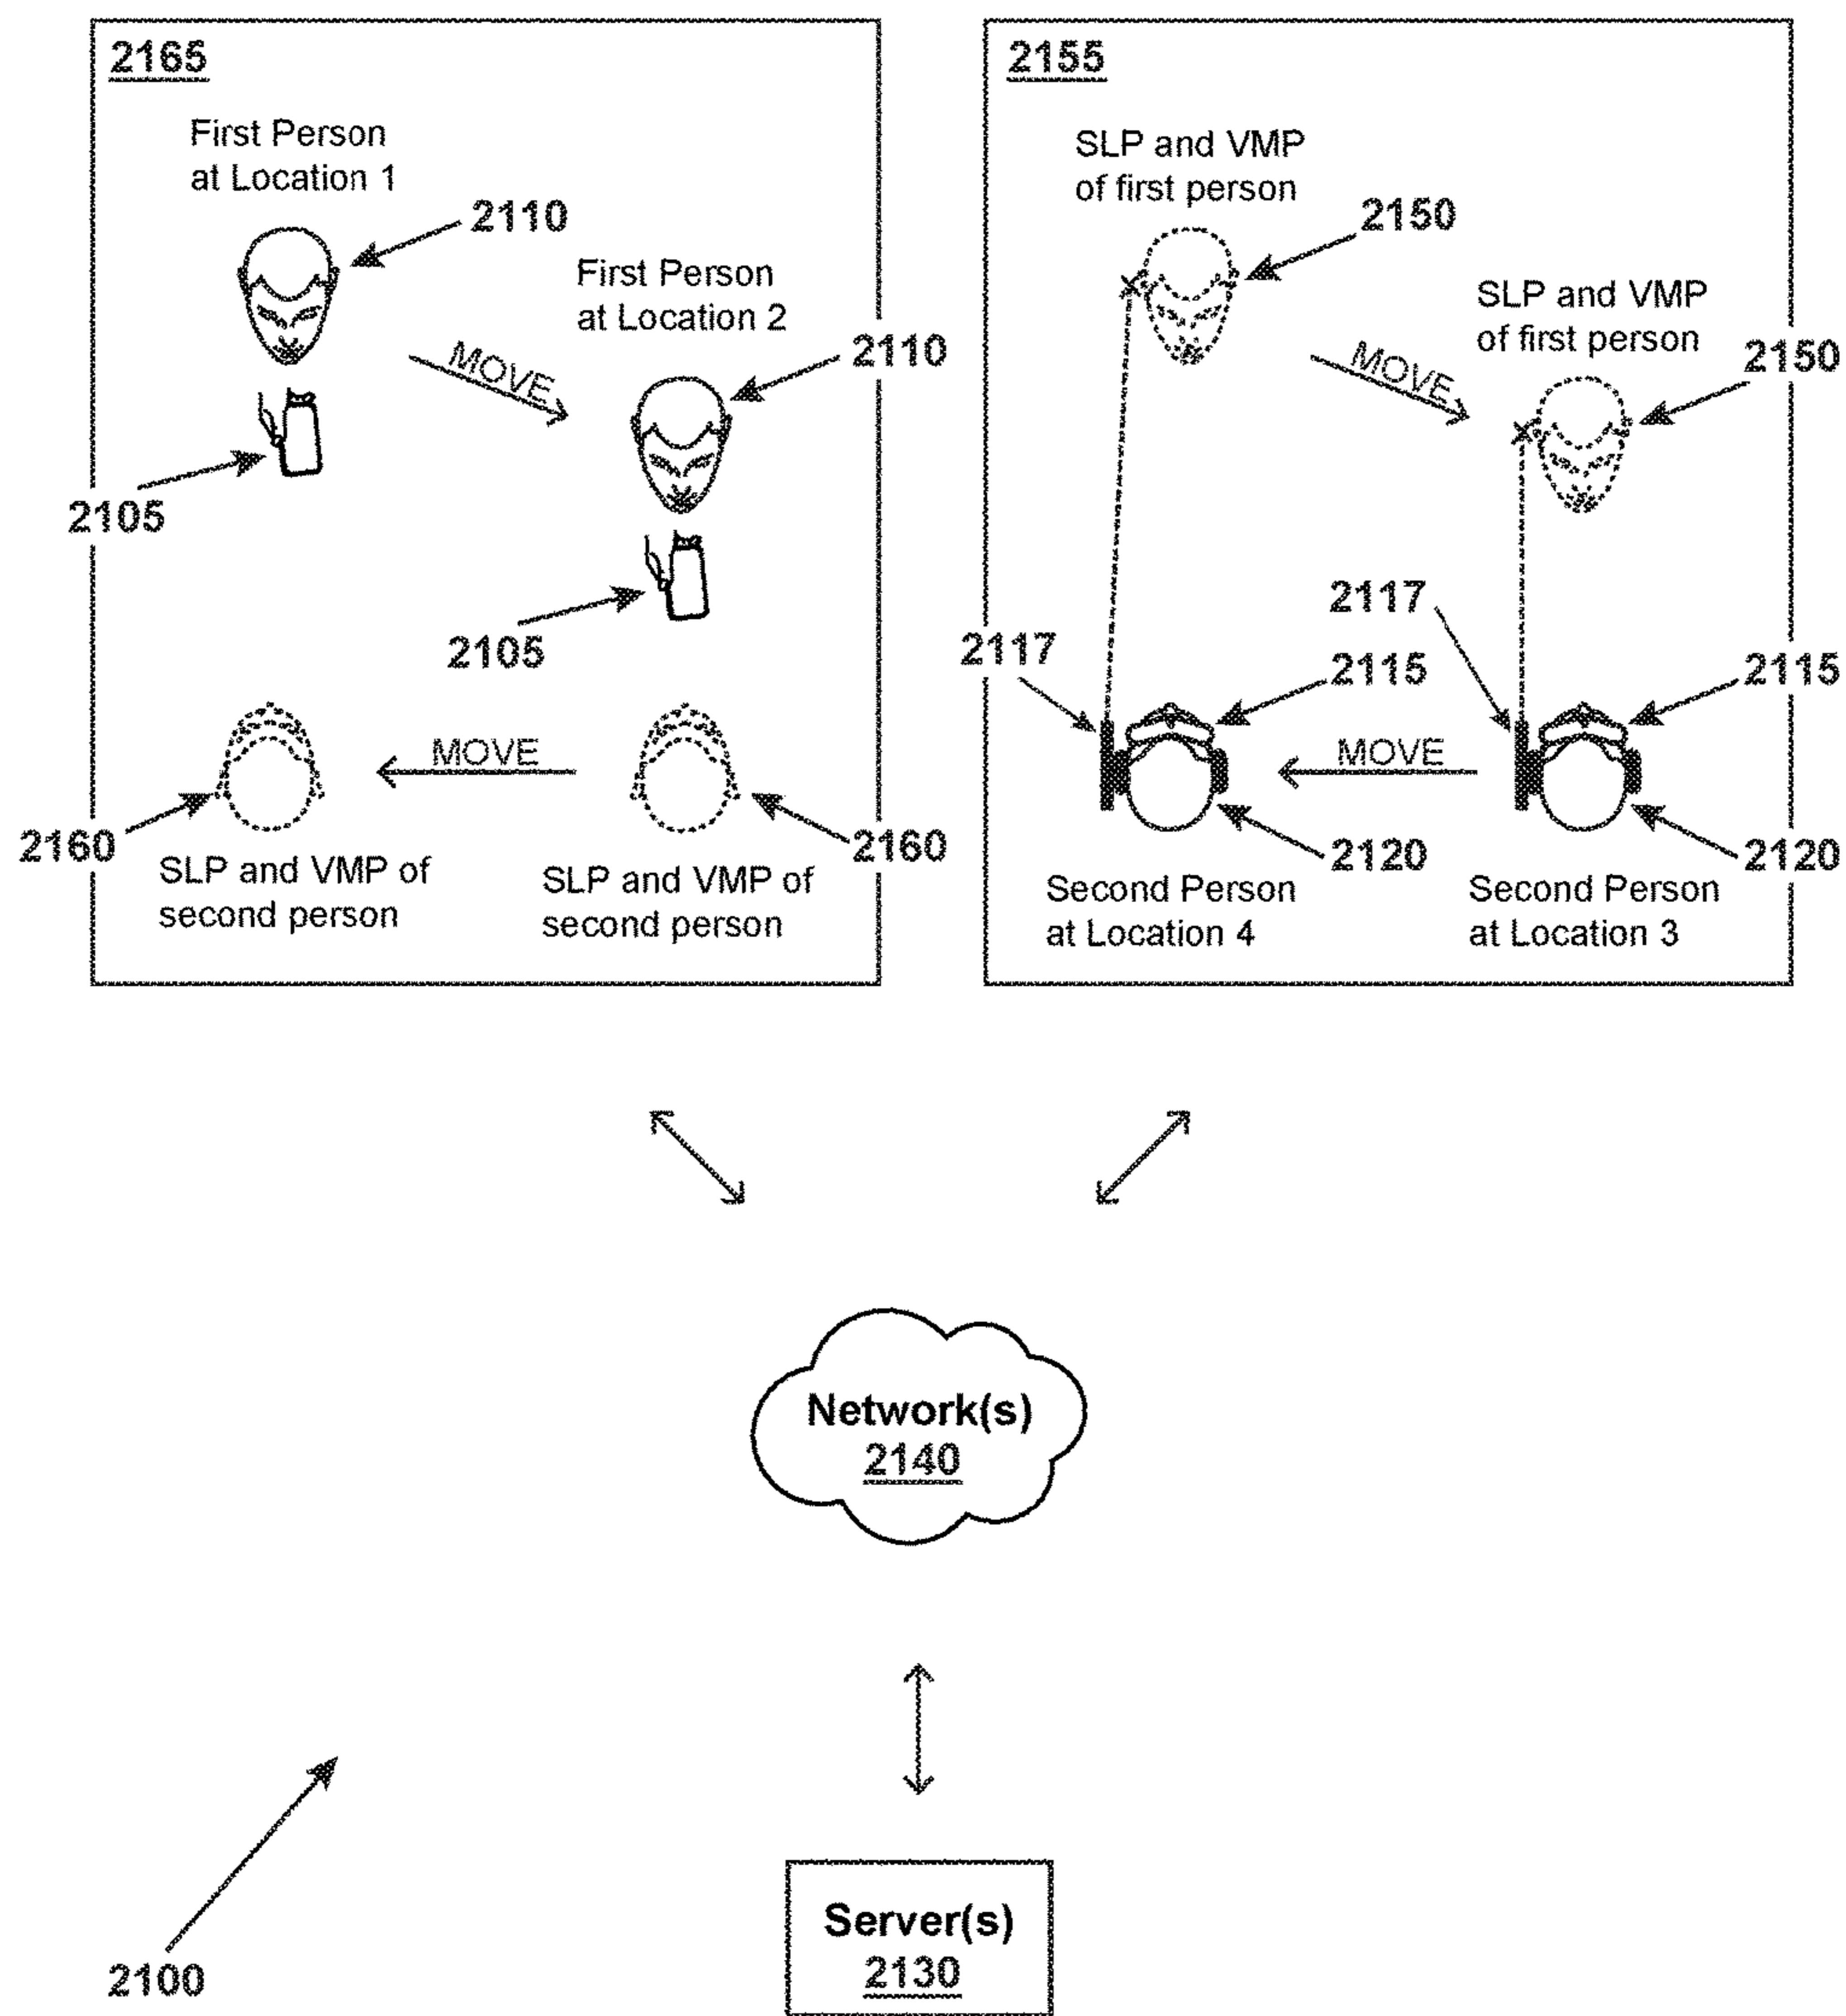 2165
First Person
at Location 1
2110
First Person
at Location 2
2110
MOVE
2105
2105
MOVE
2160
2160
SLP and VMP of
second person
SLP and VMP of
second person
2155
SLP and VMP
of first person
2150
SLP and VMP
of first person
2150
MOVE
2117
2117
2115
2115
MOVE
2120
2120
Second Person
at Location 4
Second Person
at Location 3
Network(s)
2140
Server(s)
2130
2100